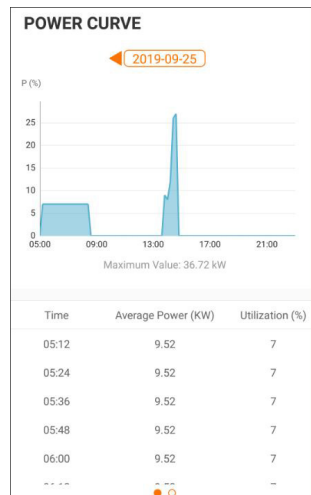 POWER CURVE
2019-09-25
P (%)
25
20
15
10
5
0
05:00 09:00 13:00 17:00 21:00
Maximum Value: 36.72 kW
Time Average Power (KW) Utilization (%)
05:12 9.52 7
05:24 9.52 7
05:36 9.52 7
05:48 9.52 7
06:00 9.52 7